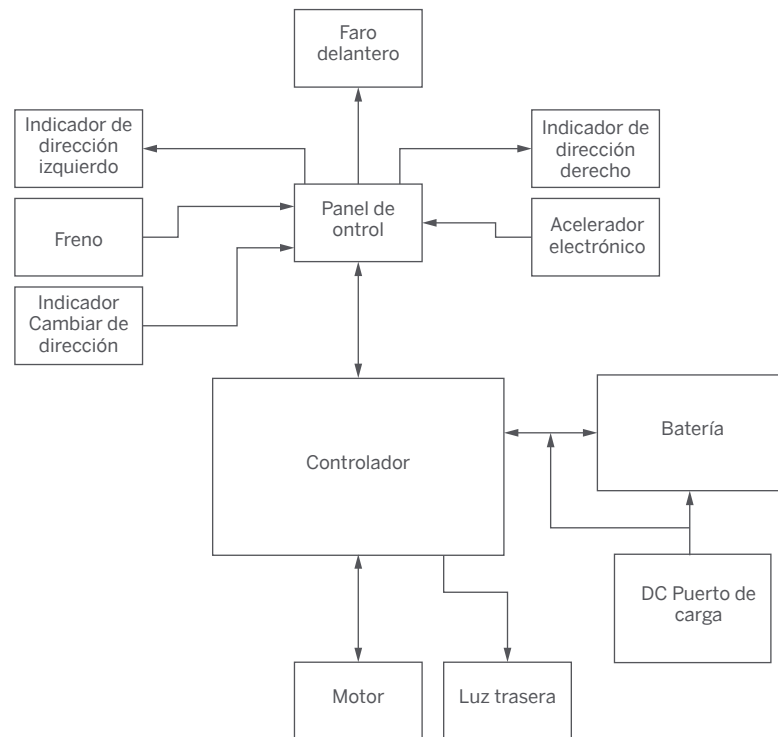 Faro
delantero
Indicador de
dirección
izquierdo
Indicador de
dirección
derecho
Freno
Panel de
ontrol
Acelerador
electrónico
Indicador
Cambiar de
dirección
Controlador
Batería
DC Puerto de
carga
Motor
Luz trasera